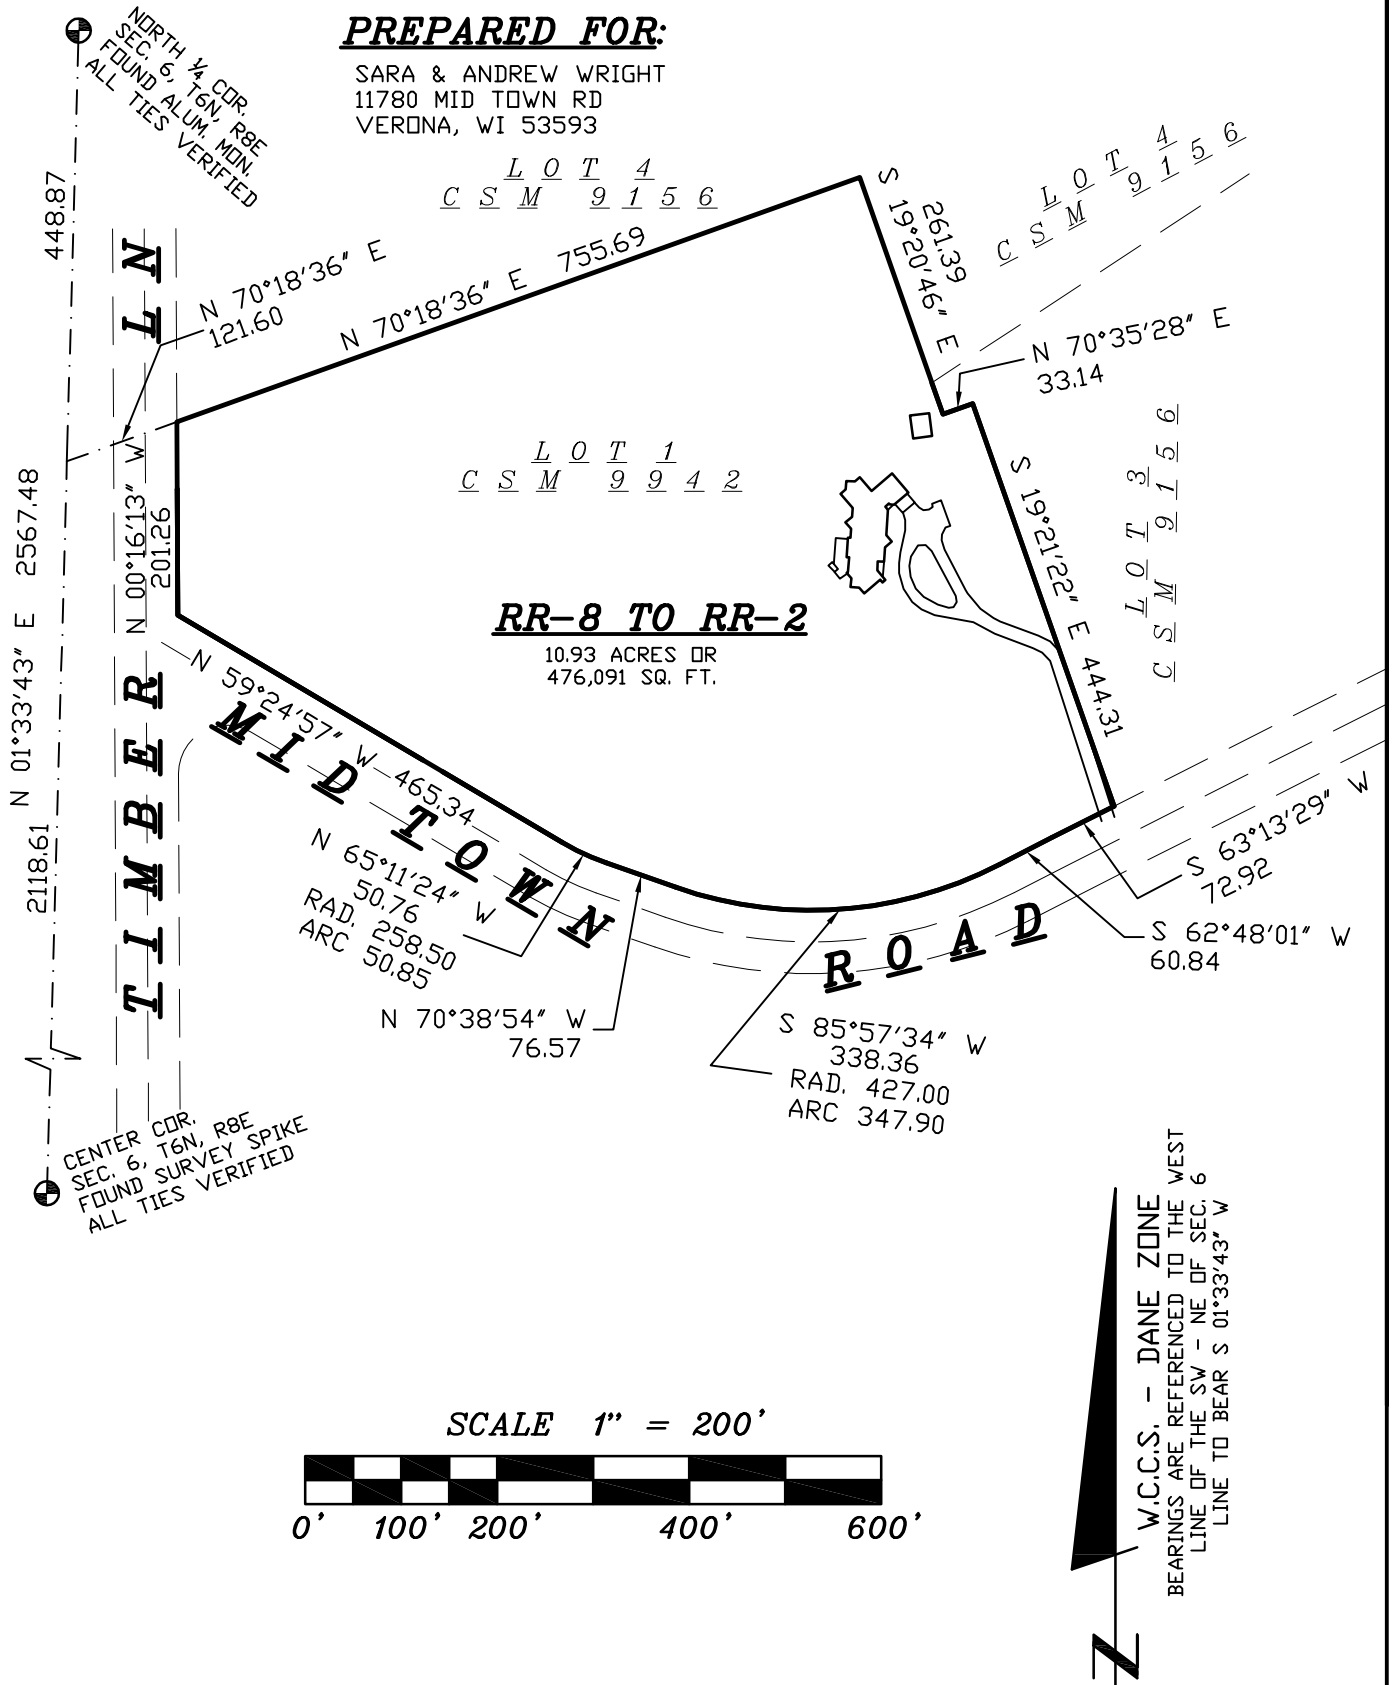 PREPARED FOR:
SARA & ANDREW WRIGHT
11780 MID TOWN RD
VERONA, WI 53593
NORTH ¼ COR.
SEC. 6, T6N, R8E
FOUND ALUM. MON.
ALL TIES VERIFIED
448.87
LOT 4
CSM 9156
LOT 4
CSM 9156
N 70°18'36" E
121.60
N 70°18'36" E 755.69
261.39
S 19°20'46" E
N 70°35'28" E
33.14
LOT 1
CSM 9942
LOT 3
CSM 9156
N 01°33'43" E 2567.48
N 00°16'13" W
201.26
S 19°21'22" E 444.31
RR-8 TO RR-2
10.93 ACRES OR
476,091 SQ. FT.
TIMBER LN
N 59°24'57" W 465.34
MID TOWN ROAD
2118.61
N 65°11'24" W
50.76
RAD. 258.50
ARC 50.85
N 70°38'54" W
76.57
S 85°57'34" W
338.36
RAD. 427.00
ARC 347.90
S 63°13'29" W
72.92
S 62°48'01" W
60.84
CENTER COR.
SEC. 6, T6N, R8E
FOUND SURVEY SPIKE
ALL TIES VERIFIED
W.C.C.S. - DANE ZONE
BEARINGS ARE REFERENCED TO THE WEST
LINE OF THE SW - NE OF SEC. 6
LINE TO BEAR S 01°33'43" W
N
SCALE 1" = 200'
0' 100' 200' 400' 600'